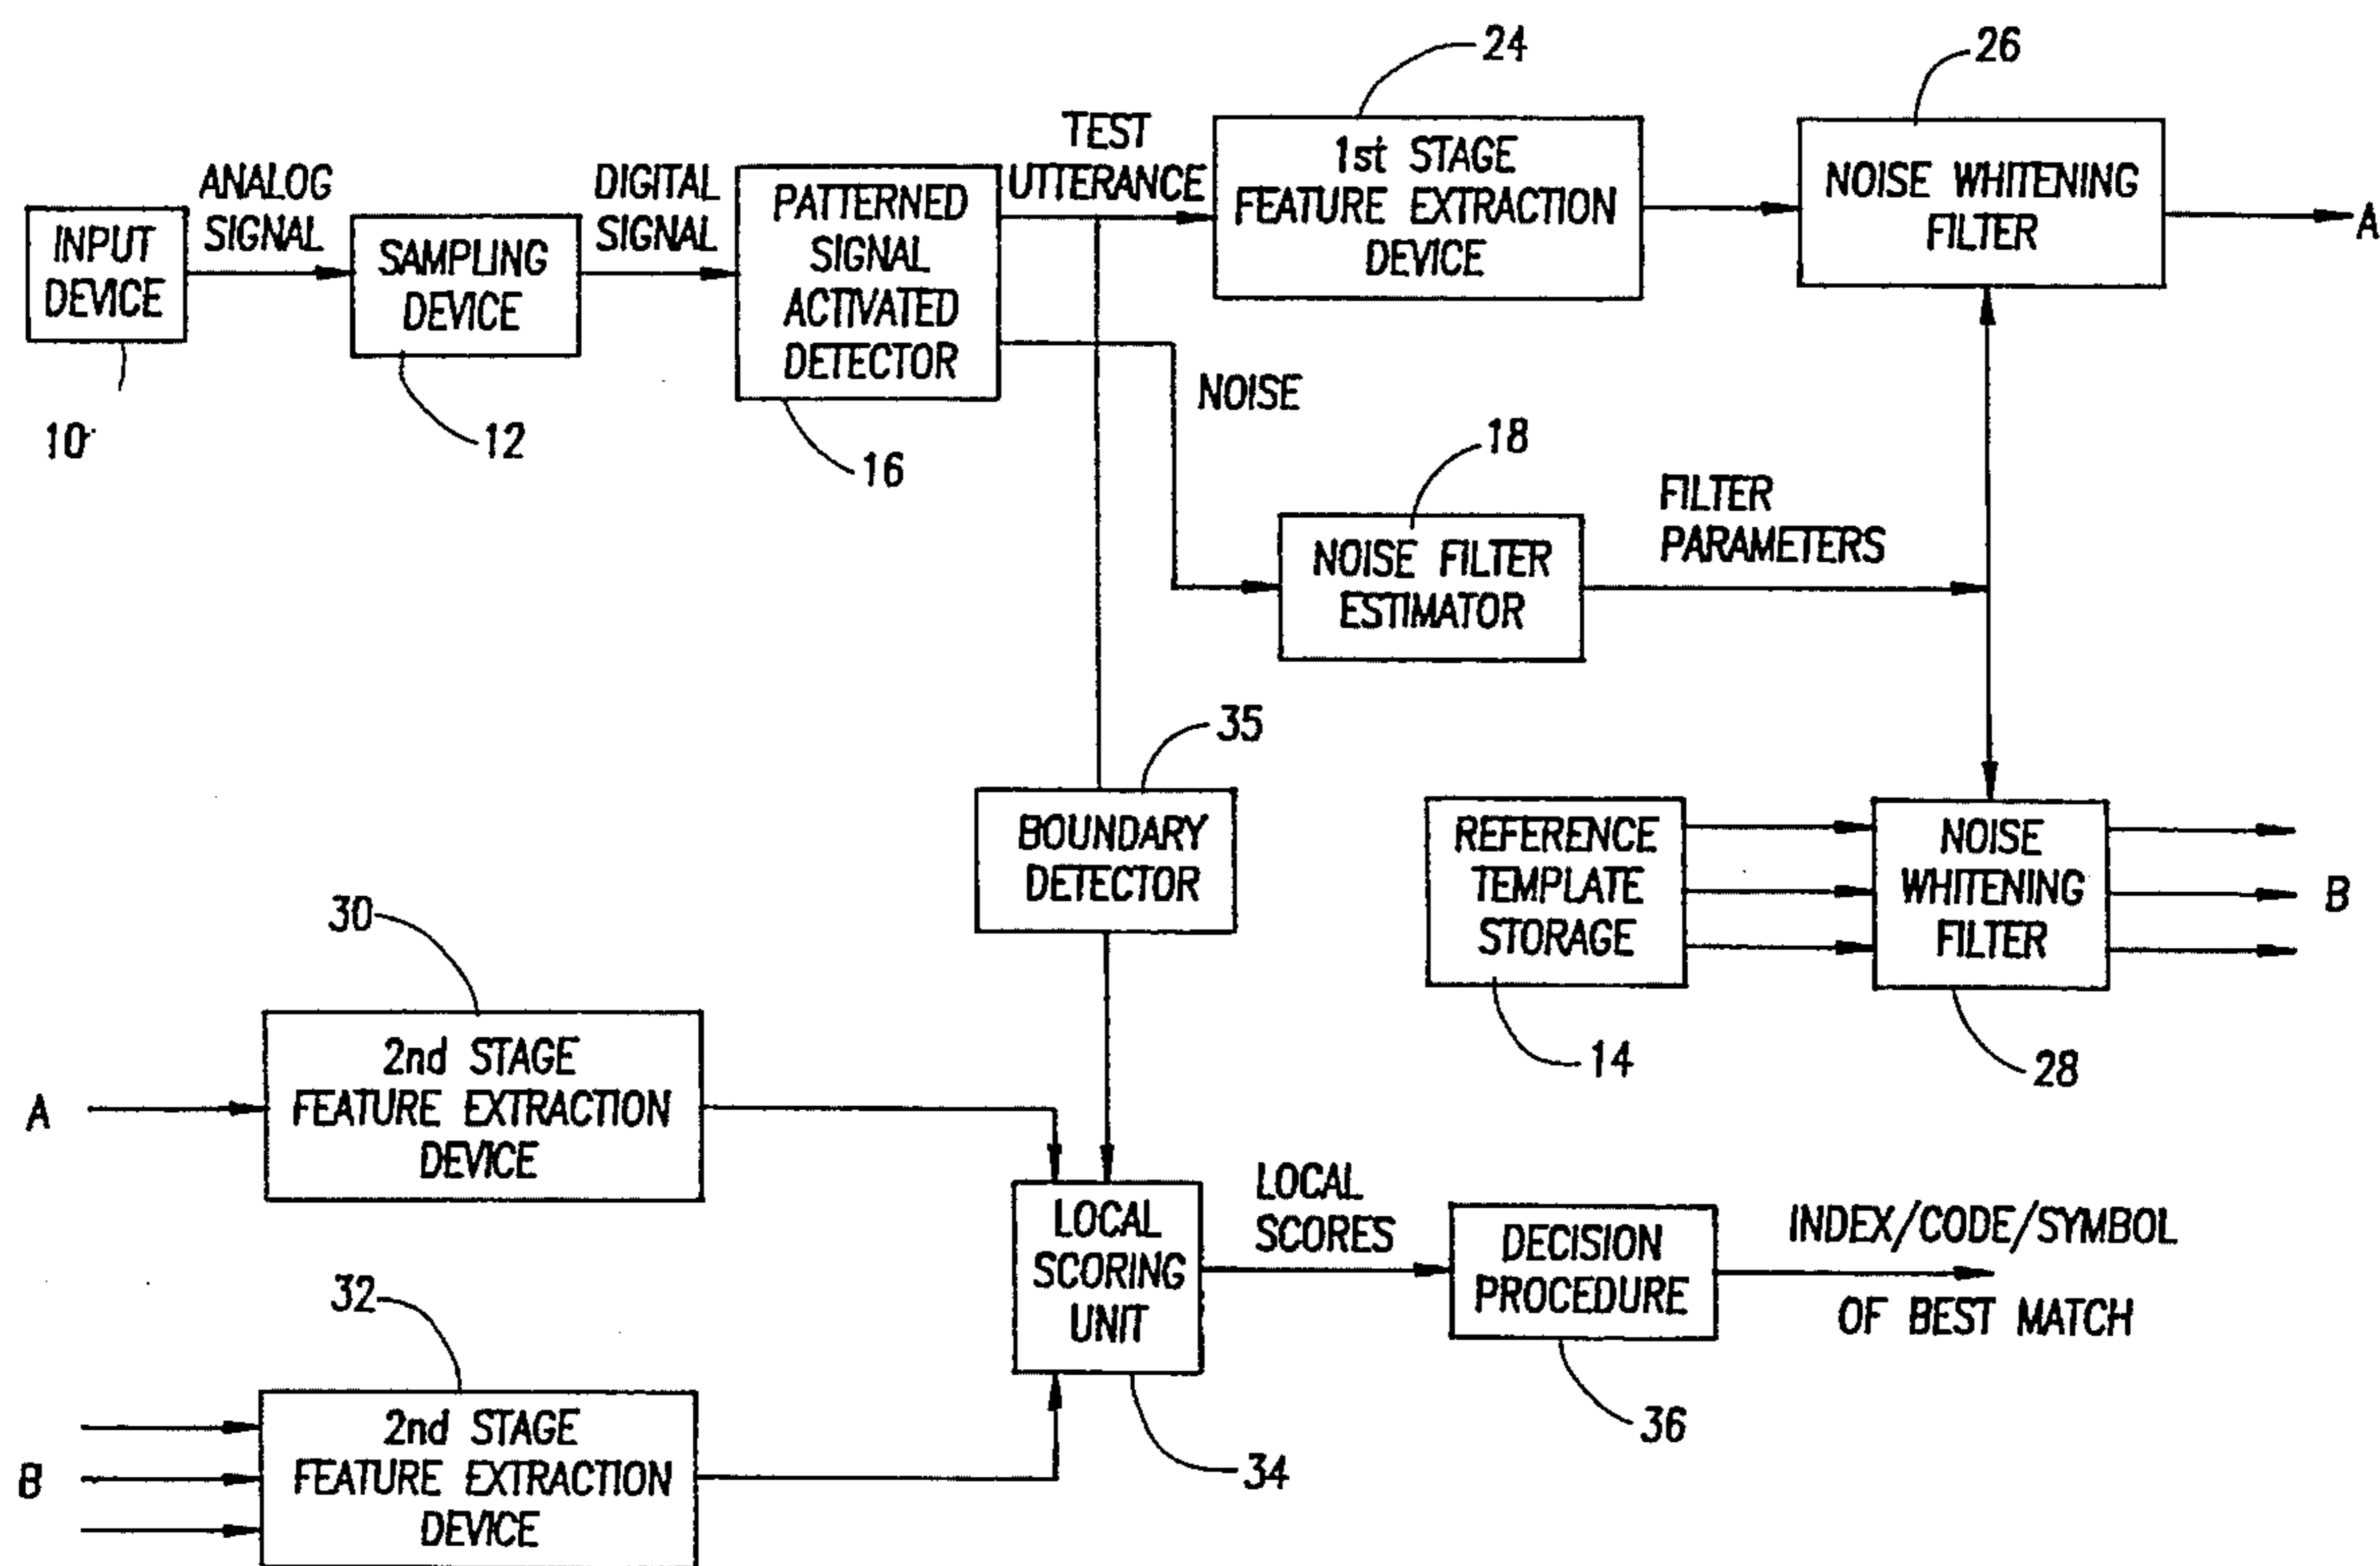 24
26
TEST
UTTERANCE
1st STAGE
FEATURE EXTRACTION
DEVICE
NOISE WHITENING
FILTER
A
ANALOG
SIGNAL
DIGITAL
SIGNAL
PATTERNED
SIGNAL
ACTIVATED
DETECTOR
INPUT
DEVICE
SAMPLING
DEVICE
NOISE
10
12
16
18
FILTER
PARAMETERS
NOISE FILTER
ESTIMATOR
35
BOUNDARY
DETECTOR
REFERENCE
TEMPLATE
STORAGE
NOISE
WHITENING
FILTER
B
30
14
28
2nd STAGE
FEATURE EXTRACTION
DEVICE
A
LOCAL
SCORING
UNIT
LOCAL
SCORES
DECISION
PROCEDURE
INDEX/CODE/SYMBOL
OF BEST MATCH
32
36
34
2nd STAGE
FEATURE EXTRACTION
DEVICE
B